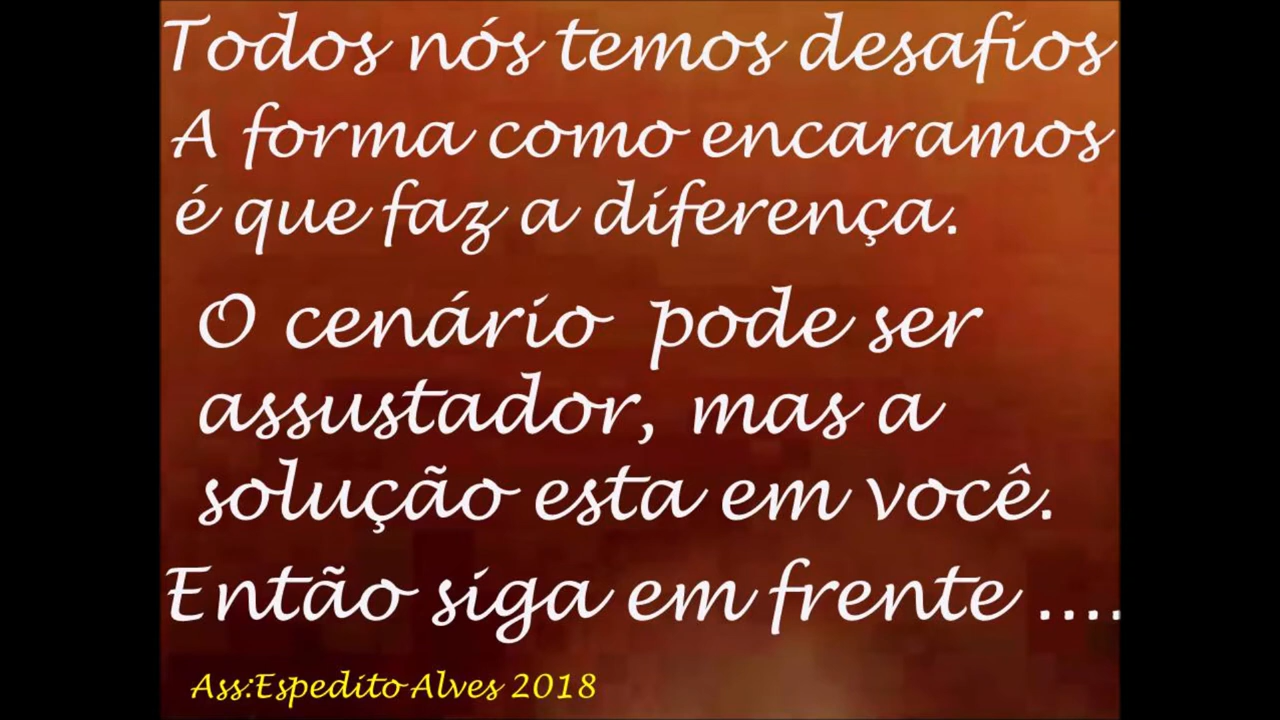 Todos nós temos desafios
A forma como encaramos
é que faz a diferença.
O cenário pode ser
assustador, mas a
solução esta em você.
Então siga em frente ....
Ass:Espedito Alves 2018